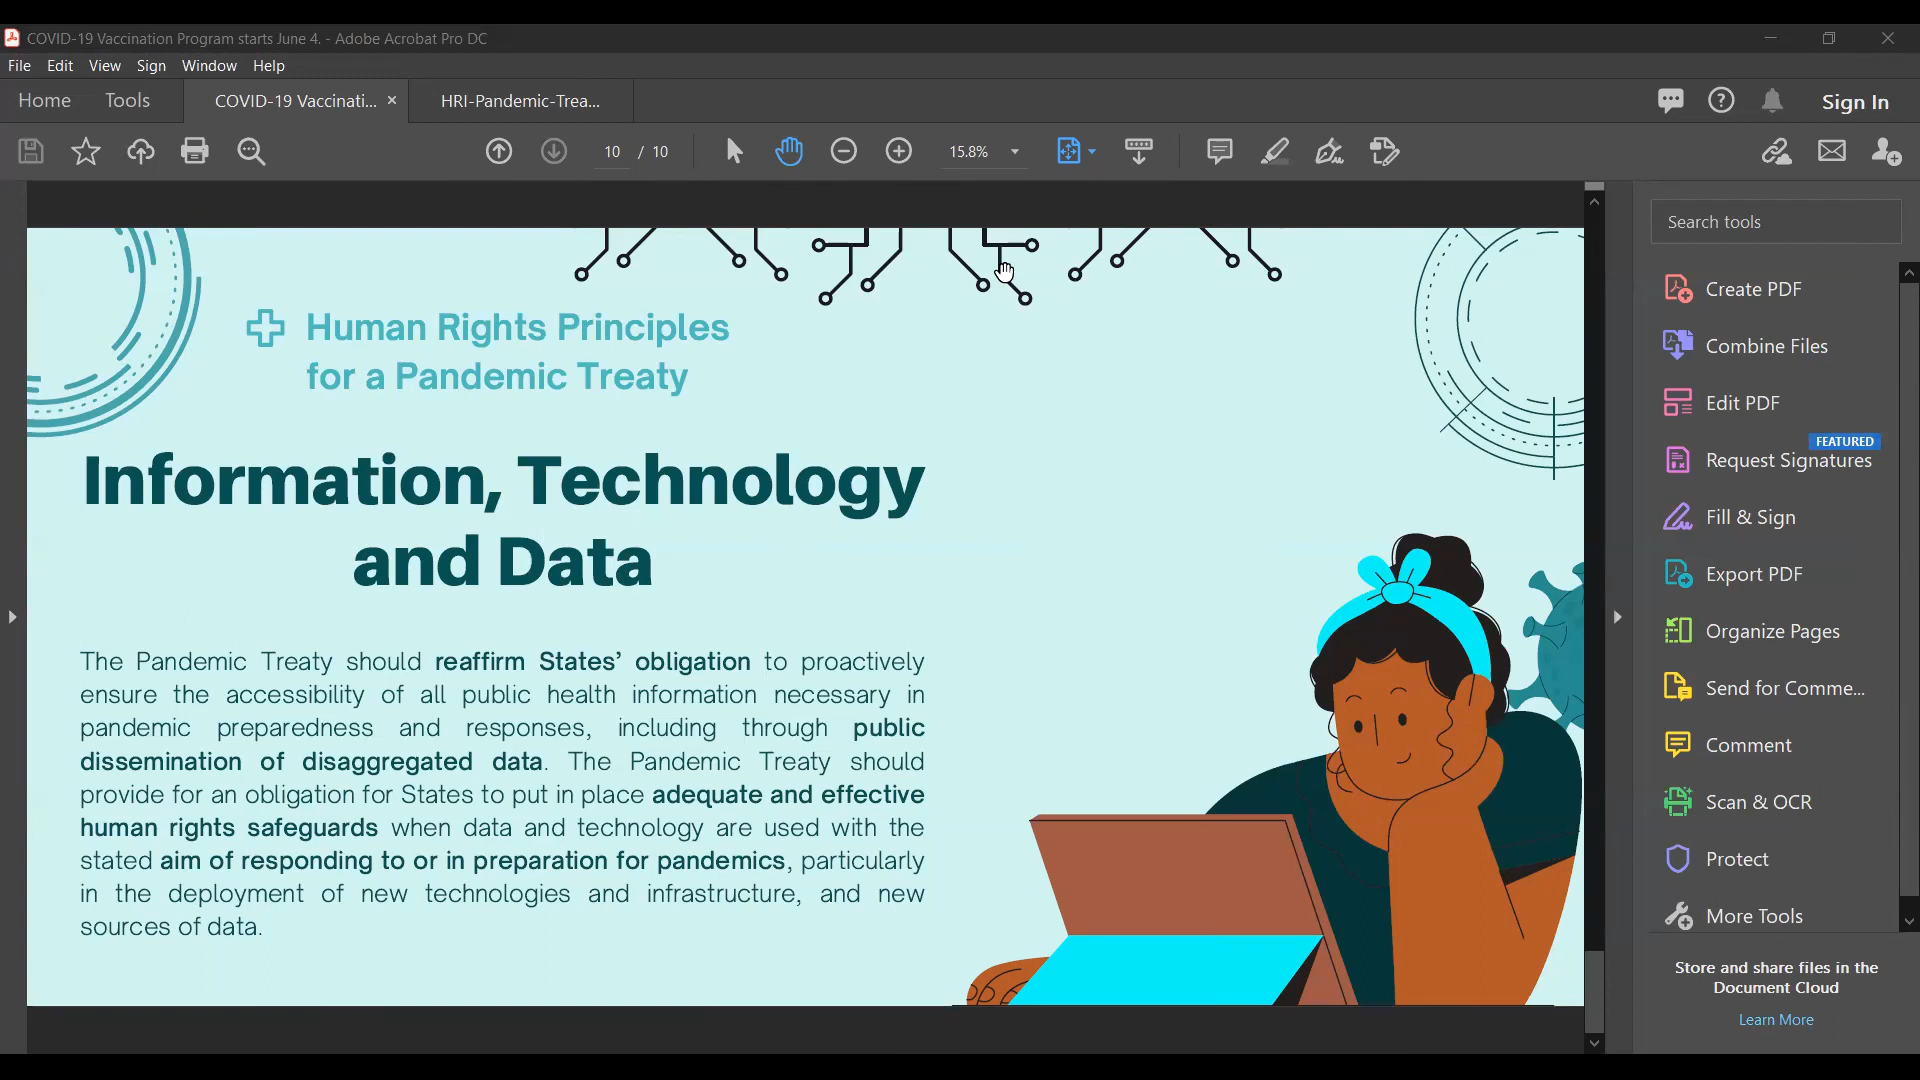 COVID-19 Vaccination Program starts June 4. - Adobe Acrobat Pro DC
File Edit View Sign Window Help
Home Tools COVID-19 Vaccinati... × HRI-Pandemic-Trea... Sign In
10 / 10 15.8%
Human Rights Principles
for a Pandemic Treaty
Information, Technology
and Data
The Pandemic Treaty should reaffirm States’ obligation to proactively
ensure the accessibility of all public health information necessary in
pandemic preparedness and responses, including through public
dissemination of disaggregated data. The Pandemic Treaty should
provide for an obligation for States to put in place adequate and effective
human rights safeguards when data and technology are used with the
stated aim of responding to or in preparation for pandemics, particularly
in the deployment of new technologies and infrastructure, and new
sources of data.
Search tools
Create PDF
Combine Files
Edit PDF
FEATURED
Request Signatures
Fill & Sign
Export PDF
Organize Pages
Send for Comme...
Comment
Scan & OCR
Protect
More Tools
Store and share files in the
Document Cloud
Learn More